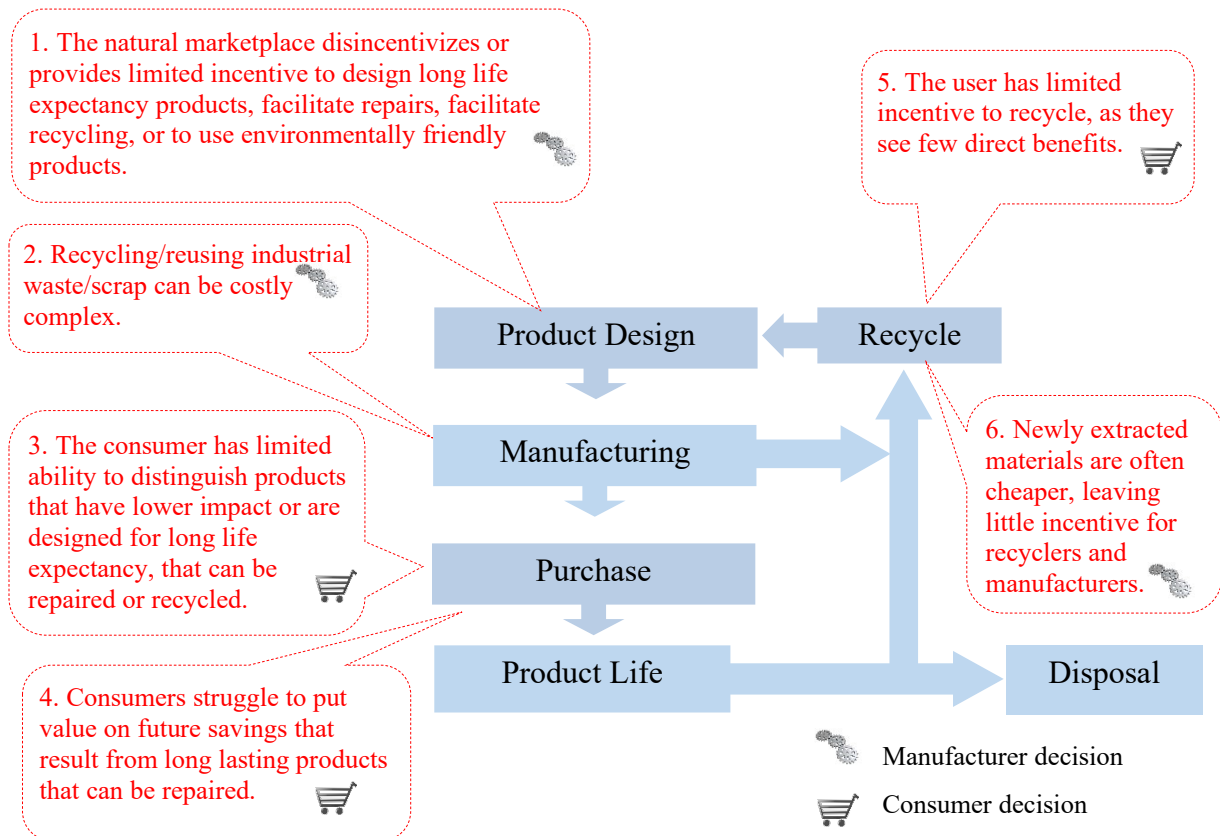 1. The natural marketplace disincentivizes or
provides limited incentive to design long life
expectancy products, facilitate repairs, facilitate
recycling, or to use environmentally friendly
products.
5. The user has limited
incentive to recycle, as they
see few direct benefits.
2. Recycling/reusing industrial
waste/scrap can be costly
complex.
Product Design
Recycle
3. The consumer has limited
ability to distinguish products
that have lower impact or are
designed for long life
expectancy, that can be
repaired or recycled.
Manufacturing
6. Newly extracted
materials are often
cheaper, leaving
little incentive for
recyclers and
manufacturers.
Purchase
Product Life
Disposal
4. Consumers struggle to put
value on future savings that
result from long lasting products
that can be repaired.
Manufacturer decision
Consumer decision